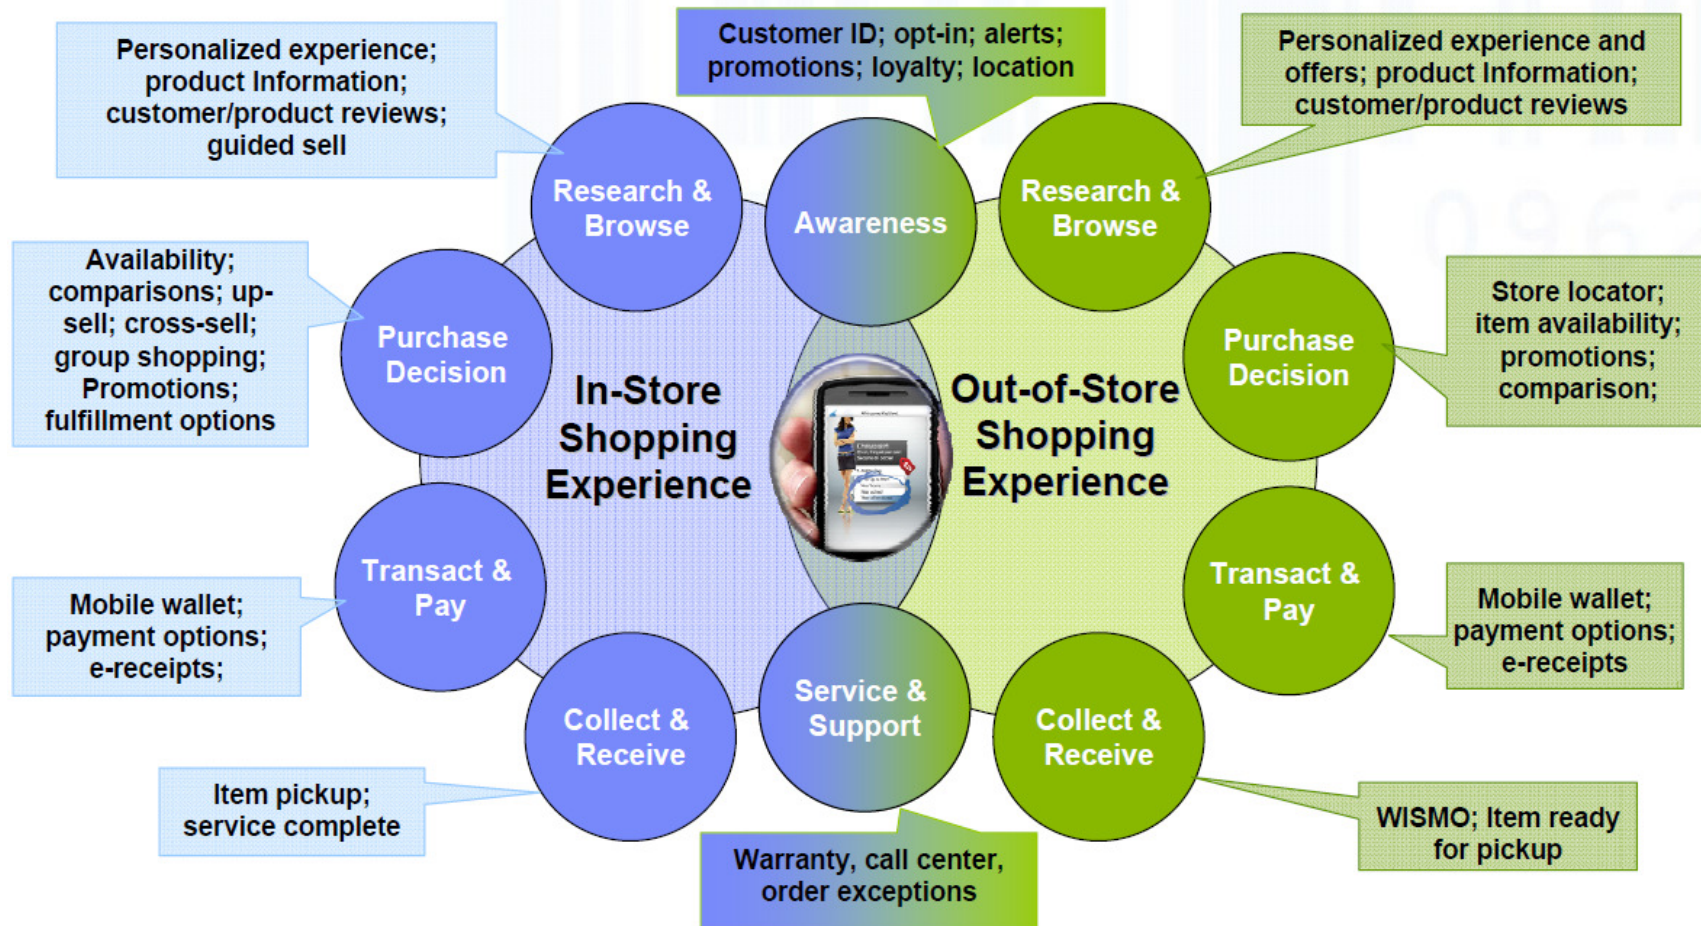 Personalized experience;
product Information;
customer/product reviews;
guided sell
Customer ID; opt-in; alerts;
promotions; loyalty; location
Personalized experience and
offers; product Information;
customer/product reviews
Research &
Browse
Awareness
Research &
Browse
0962
Availability;
comparisons; up-
sell; cross-sell;
group shopping;
Promotions;
fulfillment options
Purchase
Decision
In-Store
Shopping
Experience
Out-of-Store
Shopping
Experience
Purchase
Decision
Store locator;
item availability;
promotions;
comparison;
Mobile wallet;
payment options;
e-receipts;
Transact &
Pay
Transact &
Pay
Mobile wallet;
payment options;
e-receipts
Collect &
Receive
Service &
Support
Collect &
Receive
Item pickup;
service complete
Warranty, call center,
order exceptions
WISMO; Item ready
for pickup